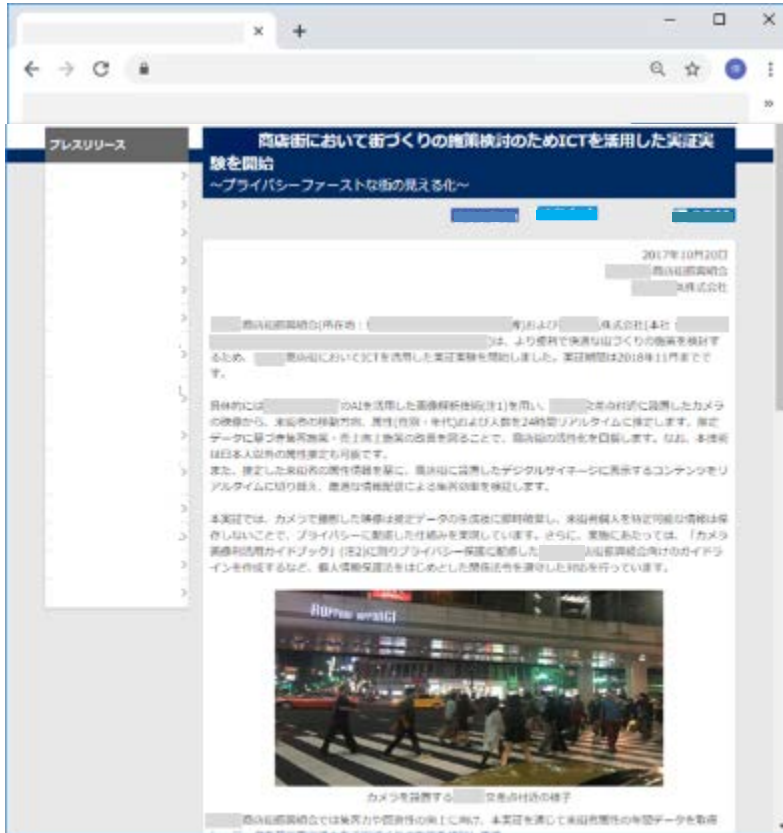 プレスリリース
商店街において街づくりの施策検討のためICTを活用した実証実
験を開始
～プライバシーファーストな街の見える化～
2017年10月20日
商店街振興組合
株式会社
商店街振興組合(所在地：
)および
株式会社(本社：
)は、より便利で快適な街づくりの施策を検討す
るため、
商店街においてICTを活用した実証実験を開始しました。実証期間は2018年11月までで
す。
具体的には
のAIを活用した画像解析技術(注1)を用い、
交差点付近に設置したカメラ
の映像から、来街者の移動方向、属性(性別・年代)および人数を24時間リアルタイムに推定します。推定
データに基づき集客施策・売上向上施策の改善を図ることで、商店街の活性化を目指します。なお、本技術
は日本人以外の属性推定も可能です。
また、推定した来街者の属性情報を基に、商店街に設置したデジタルサイネージに表示するコンテンツをリ
アルタイムに切り替え、最適な情報配信による集客効率を検証します。
本実証では、カメラで撮影した映像は推定データの生成後に即時破棄し、来街者個人を特定可能な情報は保
存しないことで、プライバシーに配慮した仕組みを実現しています。さらに、実施にあたっては、「カメラ
画像利活用ガイドブック」(注2)に則りプライバシー保護に配慮した
商店街振興組合向けのガイドラ
インを作成するなど、個人情報保護法をはじめとした関係法令を遵守した対応を行っています。
カメラを設置する
交差点付近の様子
商店街振興組合では集客力や回遊性の向上に向け、本実証を通じて来街者属性の年間データを取得